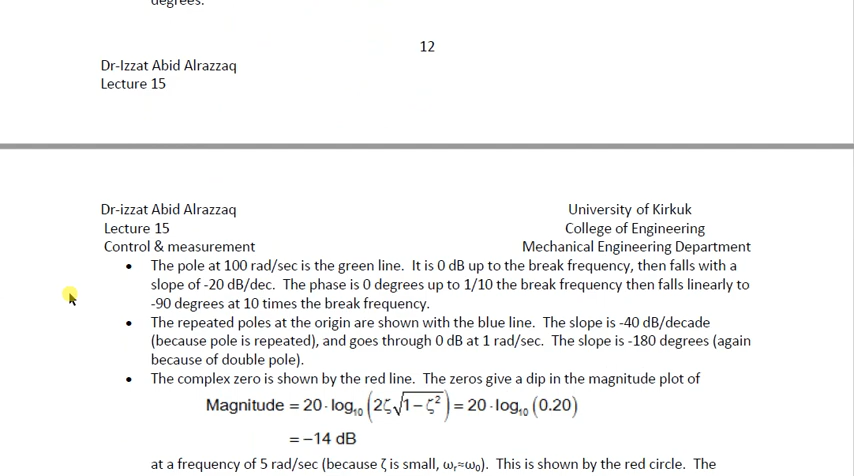 degrees.
12
Dr-Izzat Abid Alrazzaq
Lecture 15
Dr-izzat Abid Alrazzaq University of Kirkuk
Lecture 15 College of Engineering
Control & measurement Mechanical Engineering Department
• The pole at 100 rad/sec is the green line. It is 0 dB up to the break frequency, then falls with a
slope of -20 dB/dec. The phase is 0 degrees up to 1/10 the break frequency then falls linearly to
-90 degrees at 10 times the break frequency.
• The repeated poles at the origin are shown with the blue line. The slope is -40 dB/decade
(because pole is repeated), and goes through 0 dB at 1 rad/sec. The slope is -180 degrees (again
because of double pole).
• The complex zero is shown by the red line. The zeros give a dip in the magnitude plot of
Magnitude = 20·log₁₀(2ζ√(1−ζ²)) = 20·log₁₀(0.20)
= −14 dB
at a frequency of 5 rad/sec (because ζ is small, ωr≈ω0). This is shown by the red circle. The